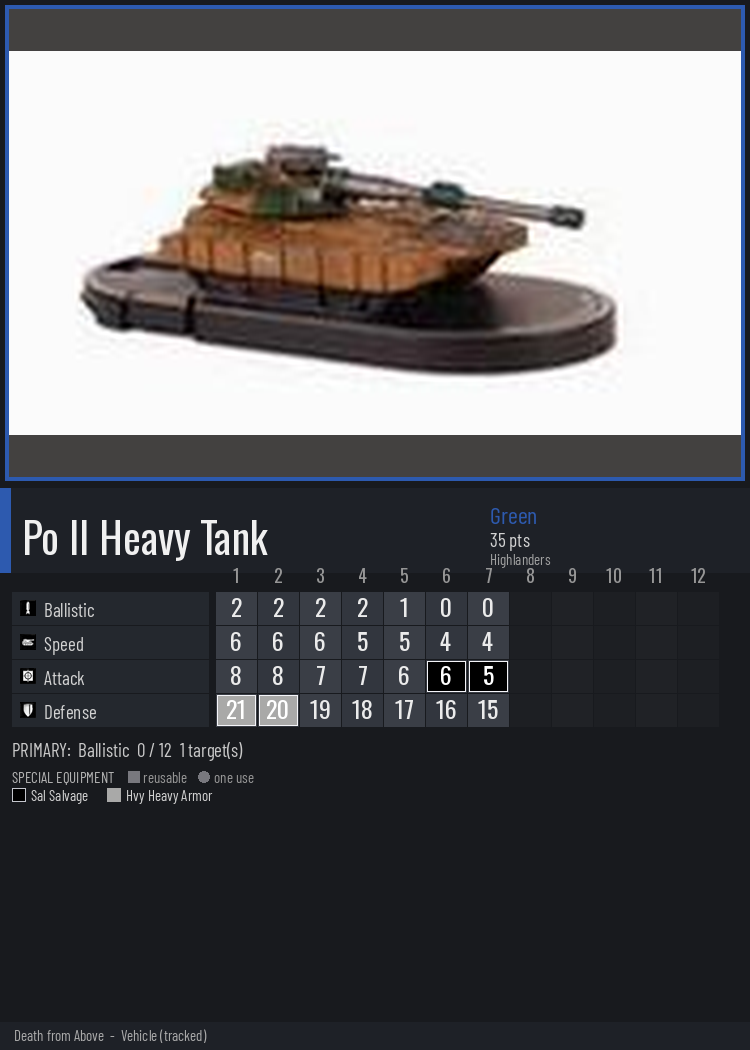 Po II Heavy Tank
Green
35 pts
Highlanders
1 2 3 4 5 6 7 8 9 10 11 12
Ballistic 2 2 2 2 1 0 0
Speed 6 6 6 5 5 4 4
Attack 8 8 7 7 6 6 5
Defense 21 20 19 18 17 16 15
PRIMARY: Ballistic 0 / 12 1 target(s)
SPECIAL EQUIPMENT reusable one use
Sal Salvage Hvy Heavy Armor
Death from Above - Vehicle (tracked)